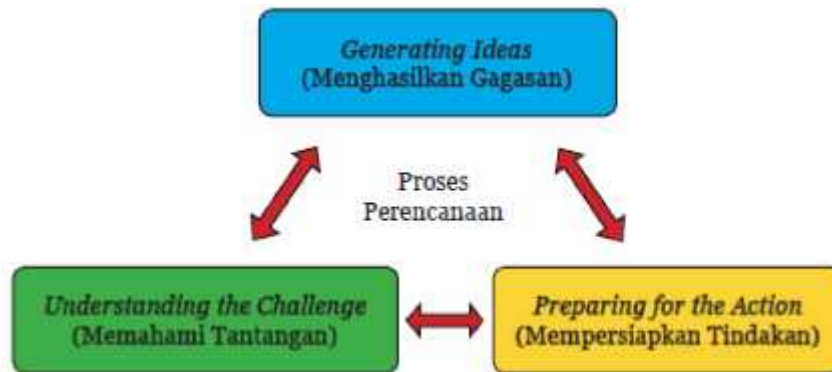 Generating Ideas
(Menghasilkan Gagasan)
Proses
Perencanaan
Understanding the Challenge
(Memahami Tantangan)
Preparing for the Action
(Mempersiapkan Tindakan)